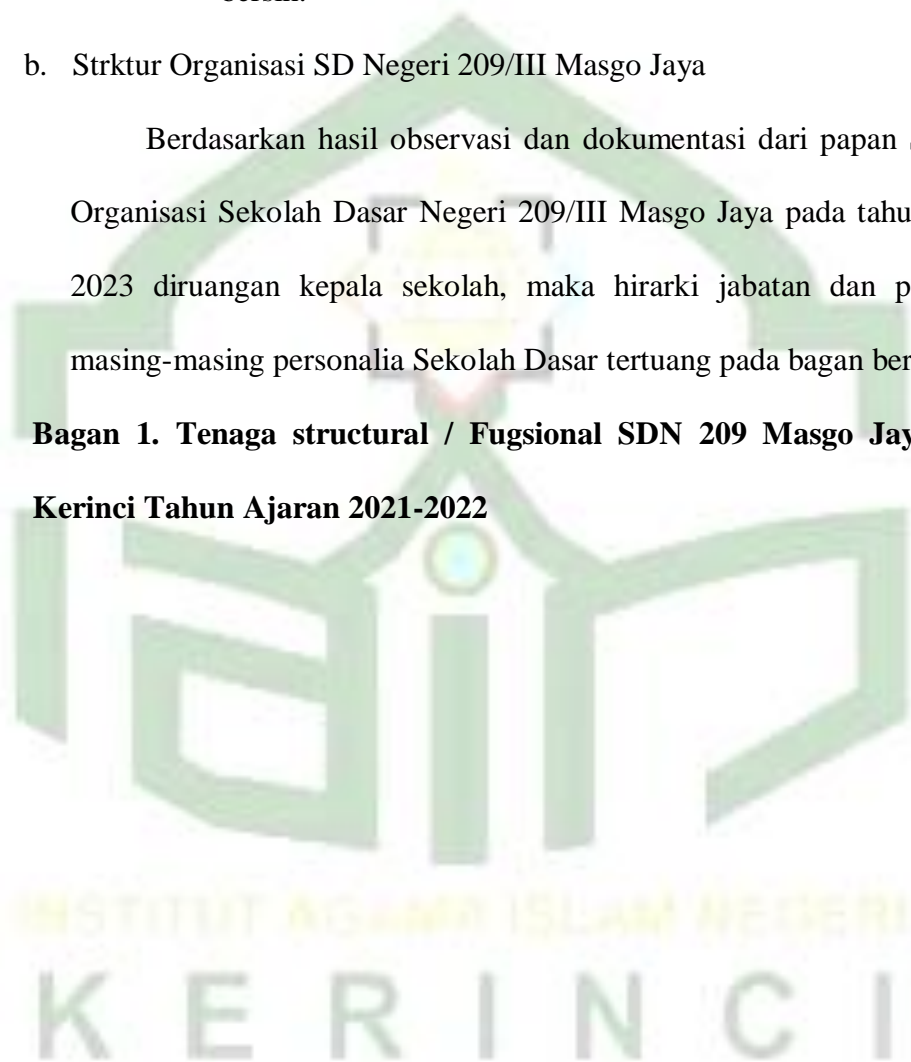 b. Strktur Organisasi SD Negeri 209/III Masgo Jaya
Berdasarkan hasil observasi dan dokumentasi dari papan
Organisasi Sekolah Dasar Negeri 209/III Masgo Jaya pada tahu
2023 diruangan kepala sekolah, maka hirarki jabatan dan p
masing-masing personalia Sekolah Dasar tertuang pada bagan ber
Bagan 1. Tenaga structural / Fugsional SDN 209 Masgo Jay
Kerinci Tahun Ajaran 2021-2022
iain
INSTITUT AGAMA ISLAM NEGERI
KERINCI